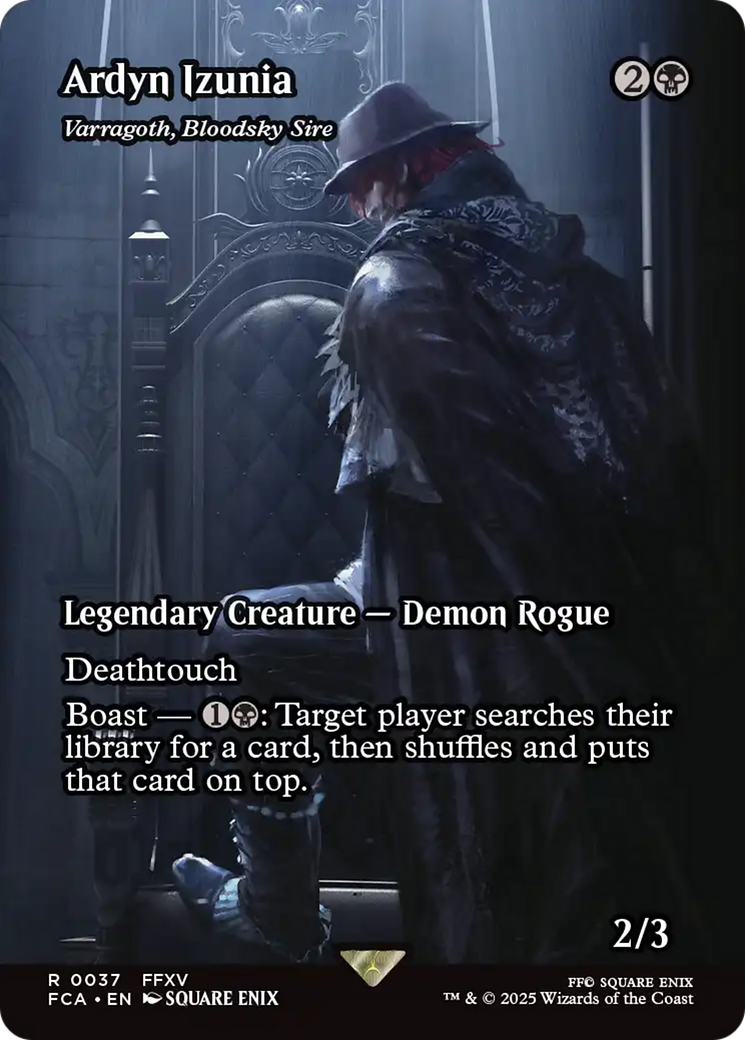 Ardyn Izunia 2
Varragoth, Bloodsky Sire
Legendary Creature — Demon Rogue
Deathtouch
Boast — 1: Target player searches their
library for a card, then shuffles and puts
that card on top.
2/3
R 0037 FFXV
FCA • EN SQUARE ENIX
FF© SQUARE ENIX
™ & © 2025 Wizards of the Coast